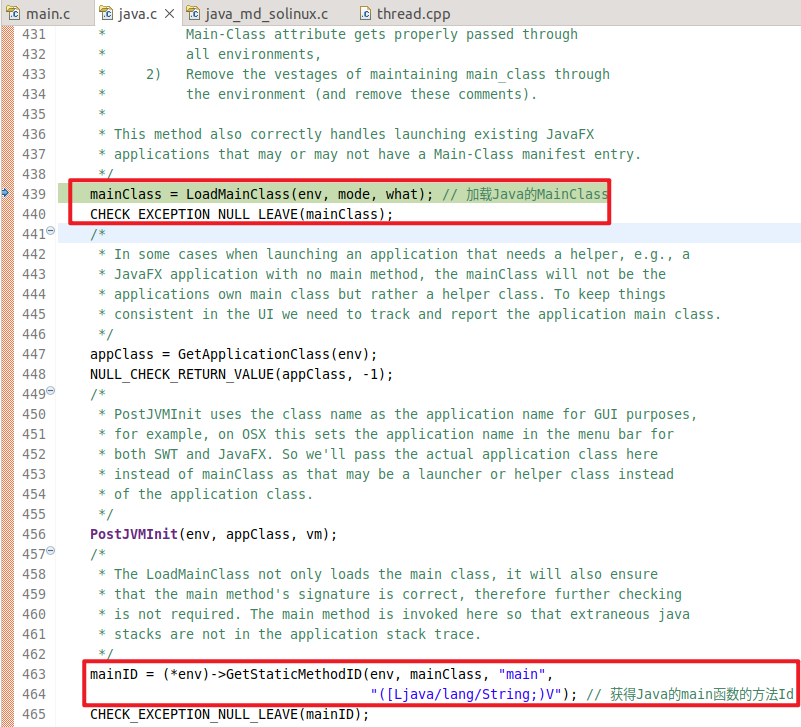 main.c java.c java_md_solinux.c thread.cpp
431 * Main-Class attribute gets properly passed through
432 * all environments,
433 * 2) Remove the vestages of maintaining main_class through
434 * the environment (and remove these comments).
435 *
436 * This method also correctly handles launching existing JavaFX
437 * applications that may or may not have a Main-Class manifest entry.
438 */
439 mainClass = LoadMainClass(env, mode, what); // 加载Java的MainClass
440 CHECK_EXCEPTION_NULL_LEAVE(mainClass);
441 /*
442 * In some cases when launching an application that needs a helper, e.g., a
443 * JavaFX application with no main method, the mainClass will not be the
444 * applications own main class but rather a helper class. To keep things
445 * consistent in the UI we need to track and report the application main class.
446 */
447 appClass = GetApplicationClass(env);
448 NULL_CHECK_RETURN_VALUE(appClass, -1);
449 /*
450 * PostJVMInit uses the class name as the application name for GUI purposes,
451 * for example, on OSX this sets the application name in the menu bar for
452 * both SWT and JavaFX. So we'll pass the actual application class here
453 * instead of mainClass as that may be a launcher or helper class instead
454 * of the application class.
455 */
456 PostJVMInit(env, appClass, vm);
457 /*
458 * The LoadMainClass not only loads the main class, it will also ensure
459 * that the main method's signature is correct, therefore further checking
460 * is not required. The main method is invoked here so that extraneous java
461 * stacks are not in the application stack trace.
462 */
463 mainID = (*env)->GetStaticMethodID(env, mainClass, "main",
464 "([Ljava/lang/String;)V"); // 获得Java的main函数的方法Id
465 CHECK_EXCEPTION_NULL_LEAVE(mainID);